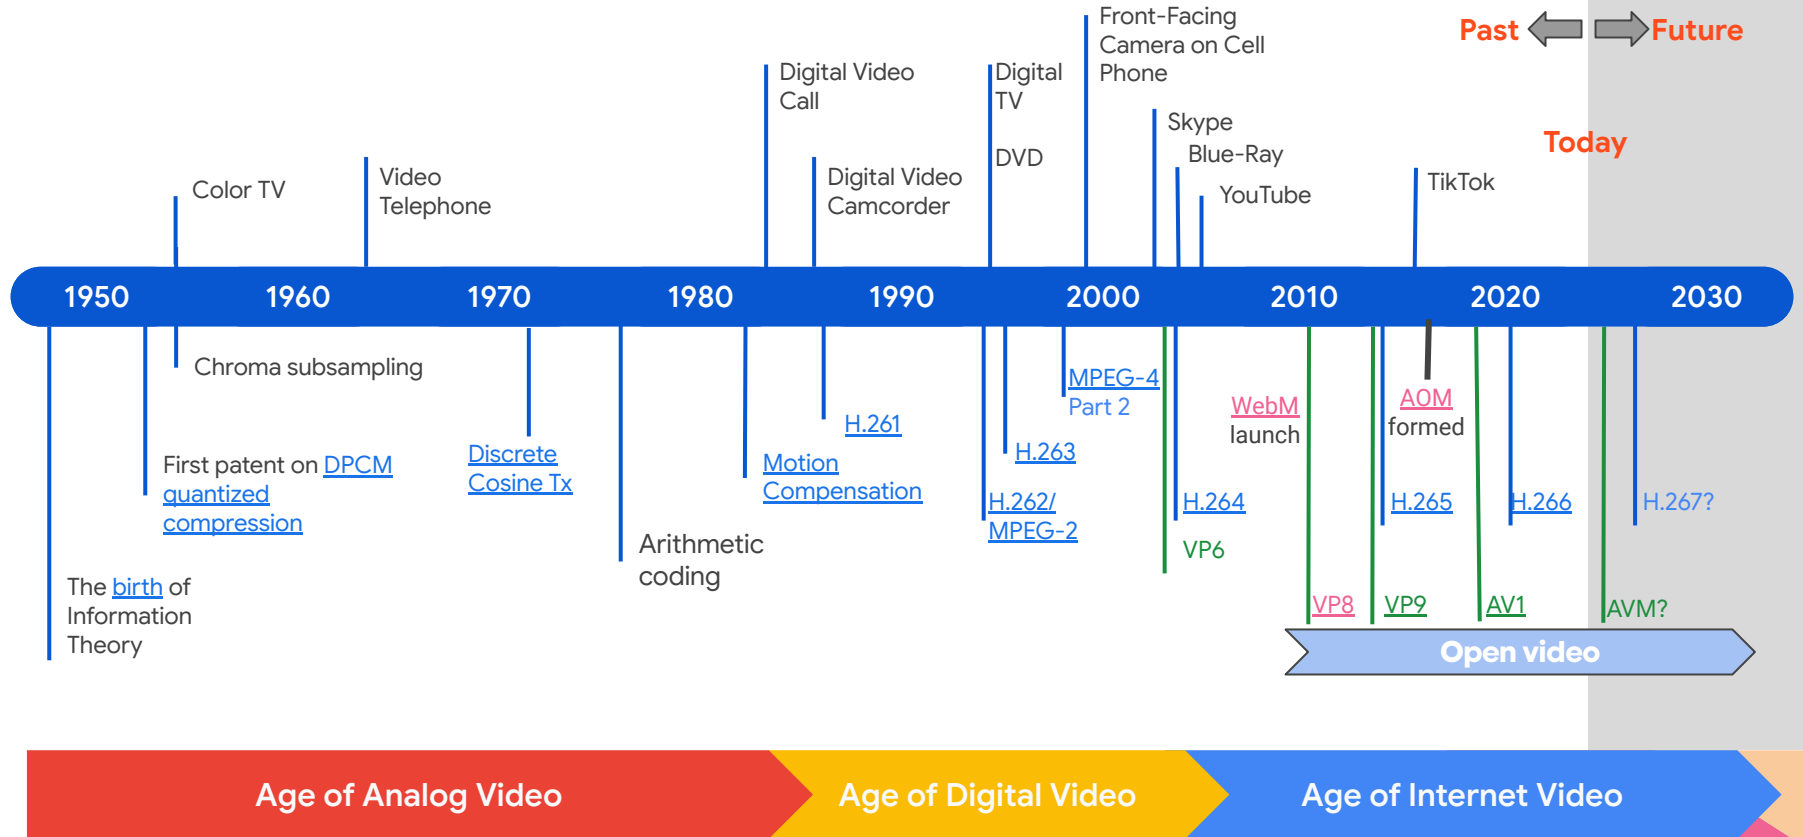 Front-Facing
Camera on Cell
Phone
Past
Future
Digital Video
Call
Digital
TV
DVD
Skype
Blue-Ray
Today
Color TV
Video
Telephone
Digital Video
Camcorder
YouTube
TikTok
1950
1960
1970
1980
1990
2000
2010
2020
2030
Chroma subsampling
MPEG-4
Part 2
WebM
launch
AOM
formed
First patent on DPCM
quantized
compression
Discrete
Cosine Tx
H.261
Motion
Compensation
H.263
H.262/
MPEG-2
H.264
H.265
H.266
H.267?
Arithmetic
coding
VP6
The birth of
Information
Theory
VP8
VP9
AV1
AVM?
Open video
Age of Analog Video
Age of Digital Video
Age of Internet Video